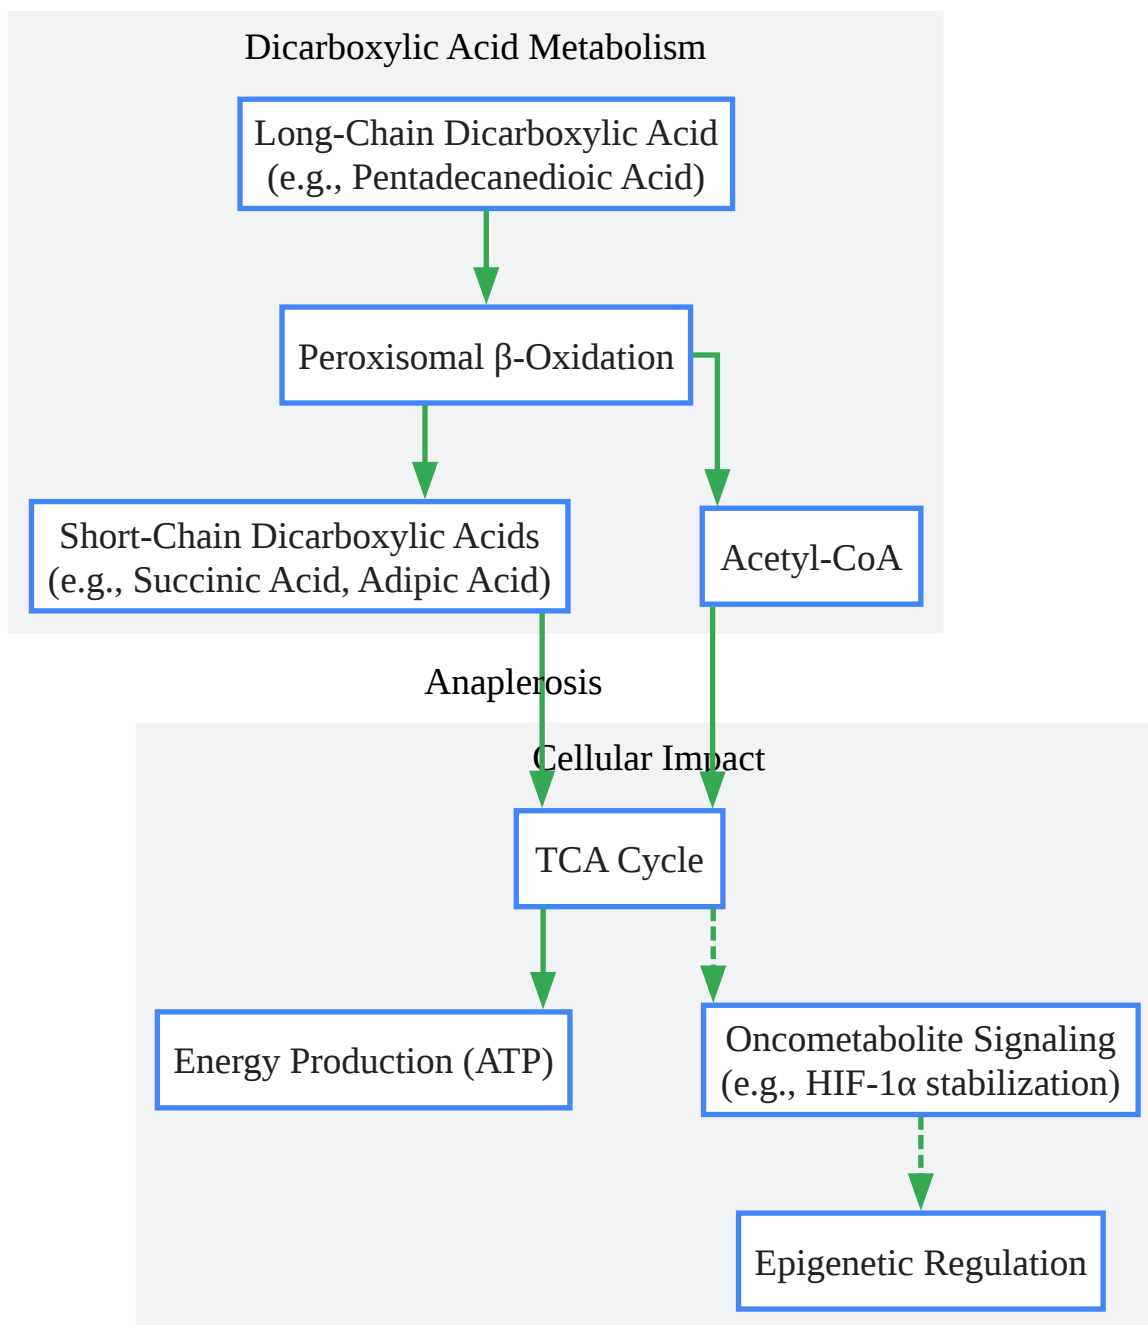 Dicarboxylic Acid Metabolism
Long-Chain Dicarboxylic Acid
(e.g., Pentadecanedioic Acid)
Peroxisomal β-Oxidation
Short-Chain Dicarboxylic Acids
(e.g., Succinic Acid, Adipic Acid)
Acetyl-CoA
Anaplerosis
Cellular Impact
TCA Cycle
Energy Production (ATP)
Oncometabolite Signaling
(e.g., HIF-1α stabilization)
Epigenetic Regulation